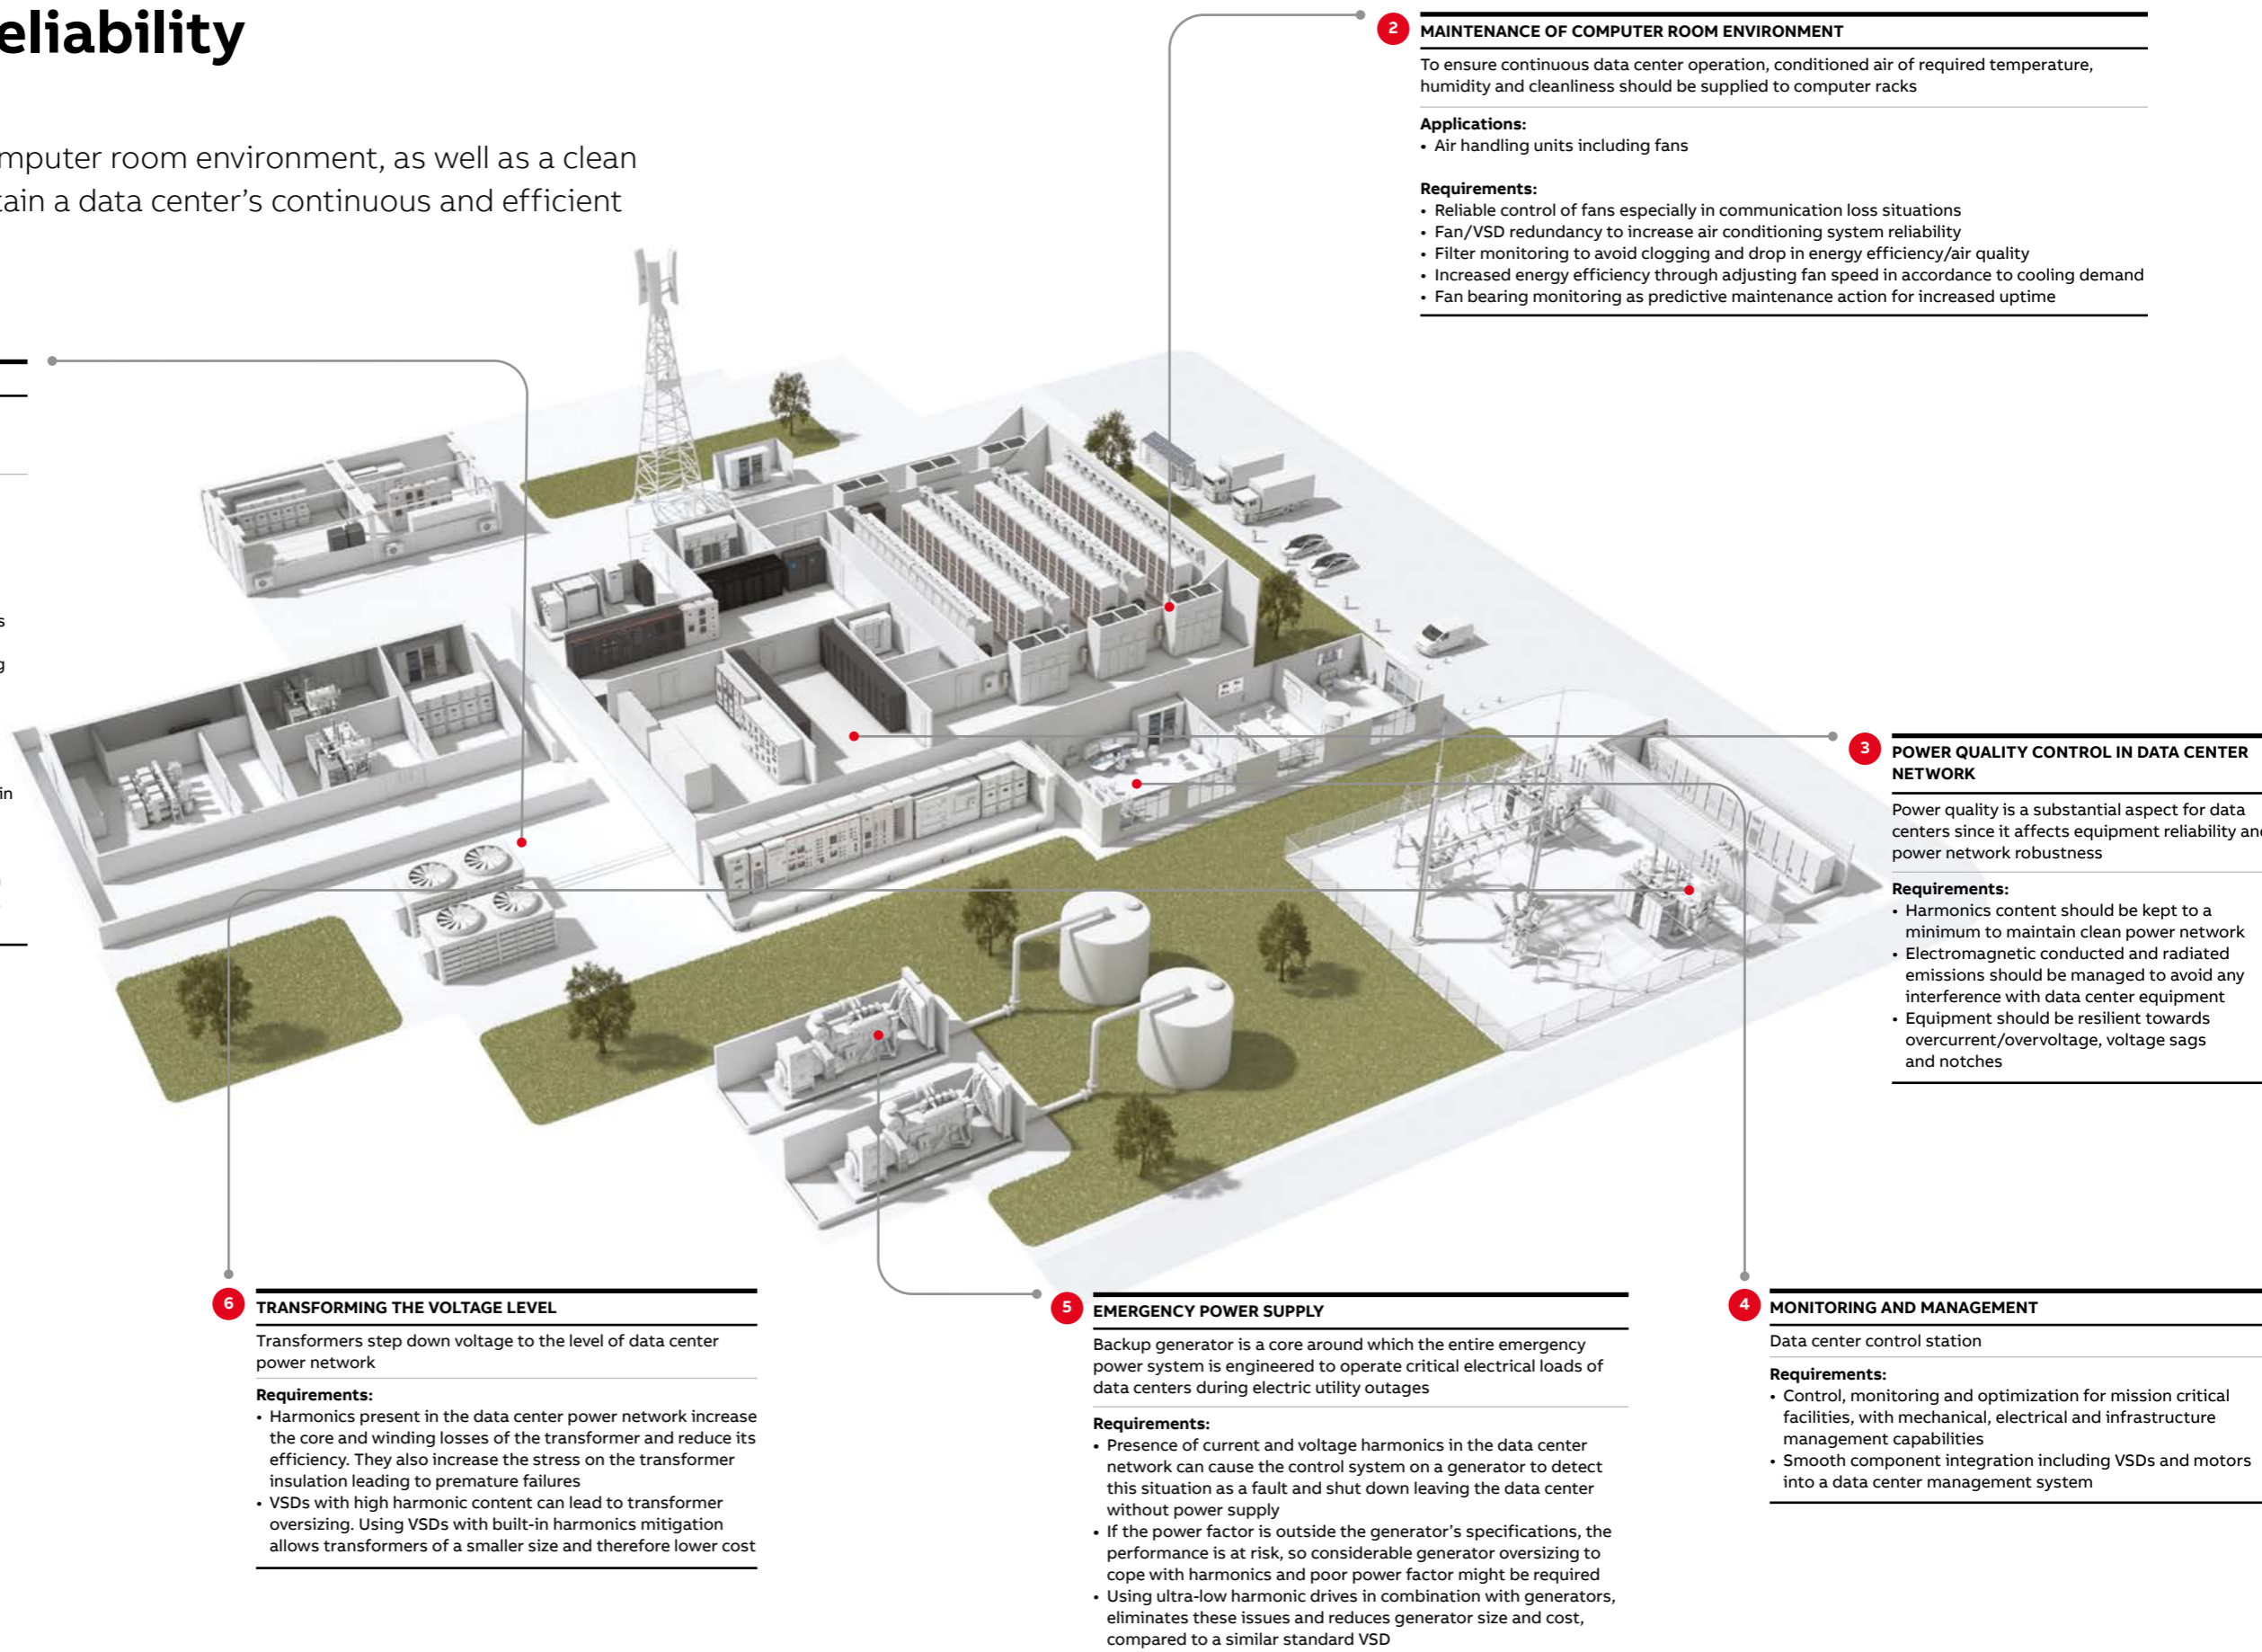 eliability
mputer room environment, as well as a clean
tain a data center's continuous and efficient
s
g
in
2
MAINTENANCE OF COMPUTER ROOM ENVIRONMENT
To ensure continuous data center operation, conditioned air of required temperature,
humidity and cleanliness should be supplied to computer racks
Applications:
• Air handling units including fans
Requirements:
• Reliable control of fans especially in communication loss situations
• Fan/VSD redundancy to increase air conditioning system reliability
• Filter monitoring to avoid clogging and drop in energy efficiency/air quality
• Increased energy efficiency through adjusting fan speed in accordance to cooling demand
• Fan bearing monitoring as predictive maintenance action for increased uptime
3
POWER QUALITY CONTROL IN DATA CENTER
NETWORK
Power quality is a substantial aspect for data
centers since it affects equipment reliability and
power network robustness
Requirements:
• Harmonics content should be kept to a
minimum to maintain clean power network
• Electromagnetic conducted and radiated
emissions should be managed to avoid any
interference with data center equipment
• Equipment should be resilient towards
overcurrent/overvoltage, voltage sags
and notches
6
TRANSFORMING THE VOLTAGE LEVEL
Transformers step down voltage to the level of data center
power network
Requirements:
• Harmonics present in the data center power network increase
the core and winding losses of the transformer and reduce its
efficiency. They also increase the stress on the transformer
insulation leading to premature failures
• VSDs with high harmonic content can lead to transformer
oversizing. Using VSDs with built-in harmonics mitigation
allows transformers of a smaller size and therefore lower cost
5
EMERGENCY POWER SUPPLY
Backup generator is a core around which the entire emergency
power system is engineered to operate critical electrical loads of
data centers during electric utility outages
Requirements:
• Presence of current and voltage harmonics in the data center
network can cause the control system on a generator to detect
this situation as a fault and shut down leaving the data center
without power supply
• If the power factor is outside the generator's specifications, the
performance is at risk, so considerable generator oversizing to
cope with harmonics and poor power factor might be required
• Using ultra-low harmonic drives in combination with generators,
eliminates these issues and reduces generator size and cost,
compared to a similar standard VSD
4
MONITORING AND MANAGEMENT
Data center control station
Requirements:
• Control, monitoring and optimization for mission critical
facilities, with mechanical, electrical and infrastructure
management capabilities
• Smooth component integration including VSDs and motors
into a data center management system